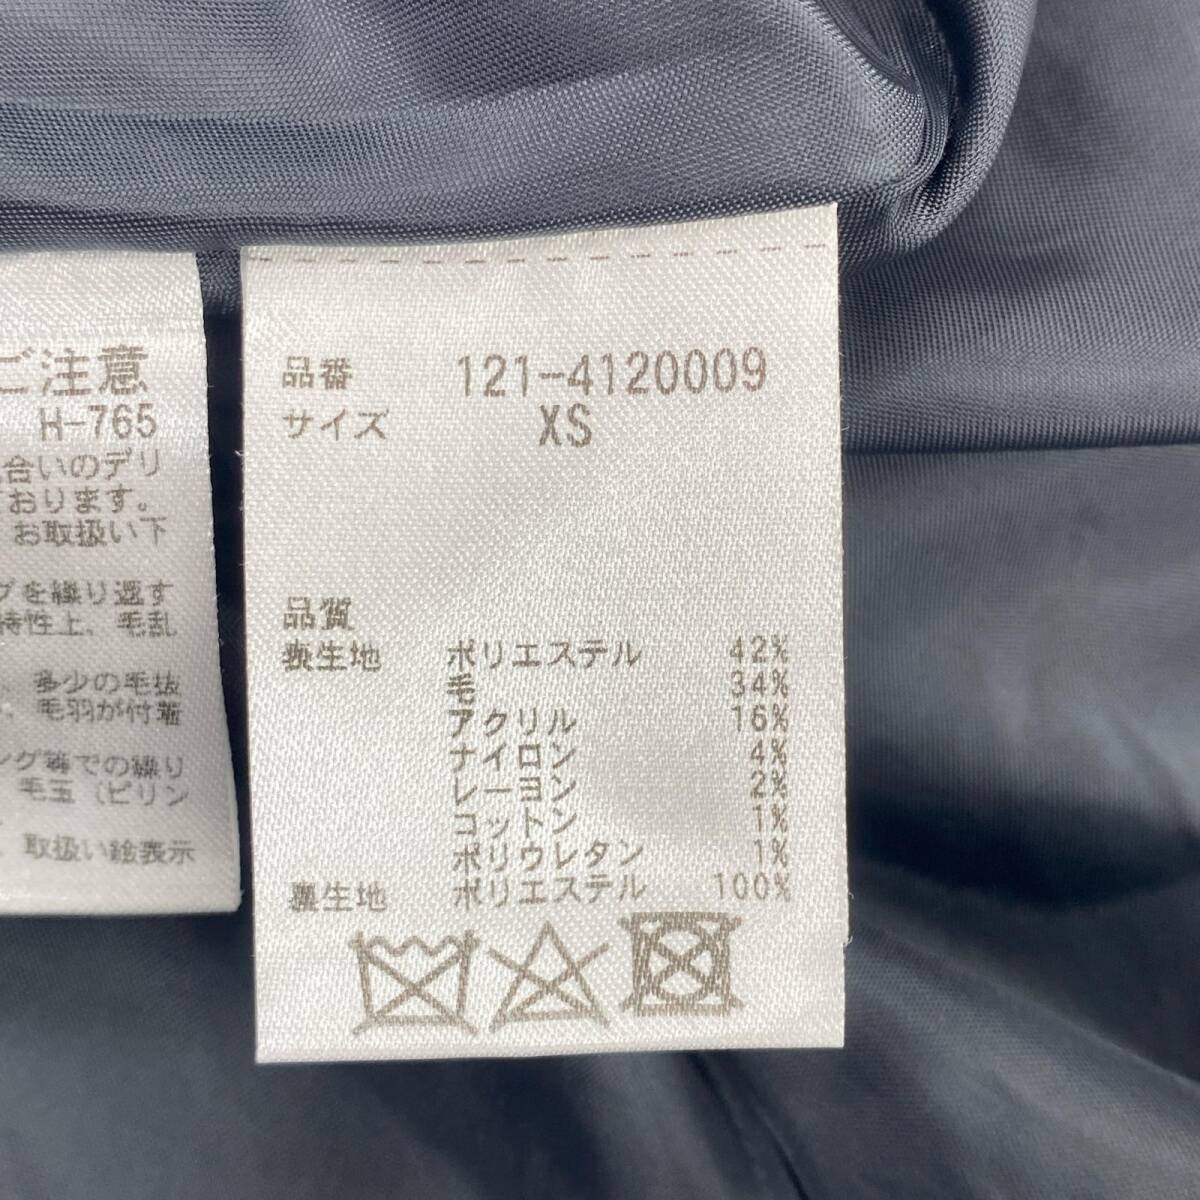 ご注意
H-765
合いのデリ
おります。
お取扱い下
グを繰り返す
特性上、毛乱
、多少の毛抜
、毛羽が付着
ング等での繰り
毛玉(ピリン
、取扱い絵表示
品番 121-4120009
サイズ XS
品質
表生地 ポリエステル 42%
毛 34%
アクリル 16%
ナイロン 4%
レーヨン 2%
コットン 1%
ポリウレタン 1%
裏生地 ポリエステル 100%